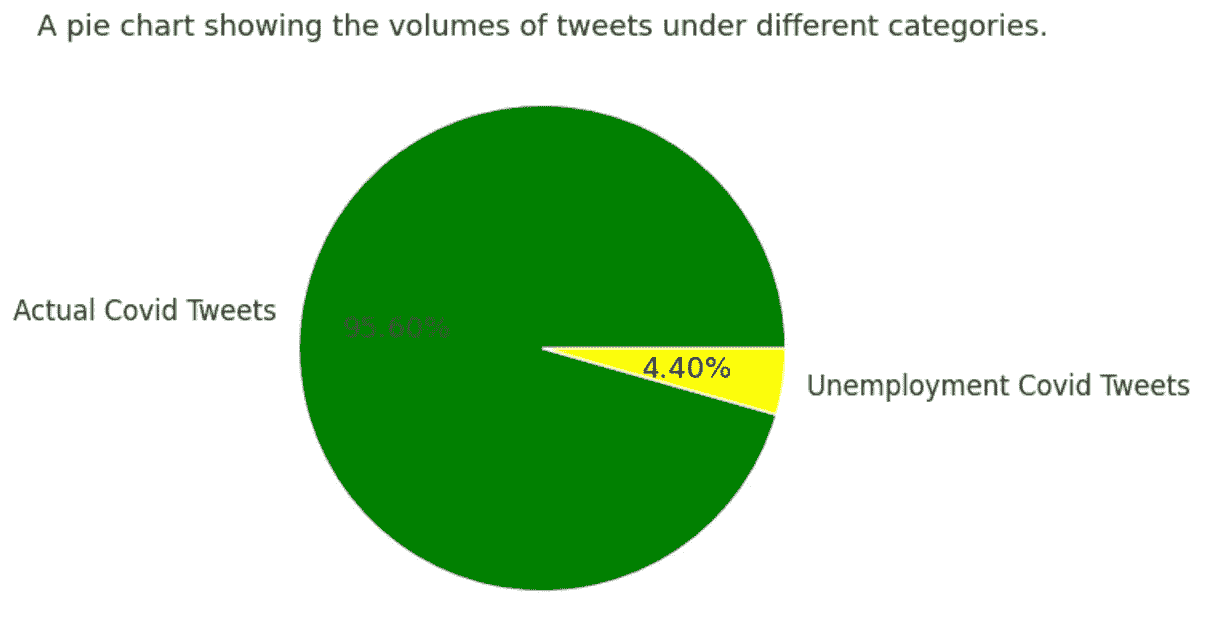 A pie chart showing the volumes of tweets under different categories.
Actual Covid Tweets
4.40%
Unemployment Covid Tweets